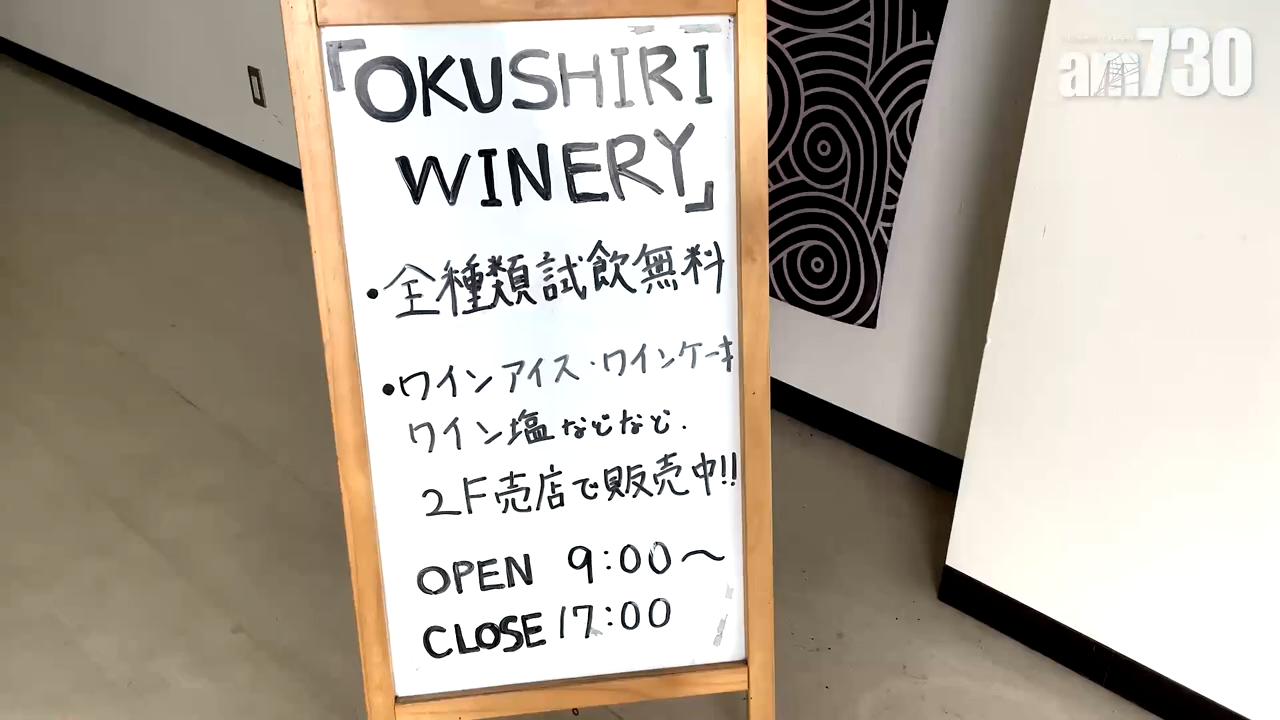 「OKUSHIRI
WINERY」
・全種類試飲無料
・ワインアイス・ワインケーキ
ワイン塩などなど.
2F売店で販売中!!
OPEN 9:00〜
CLOSE 17:00
am730